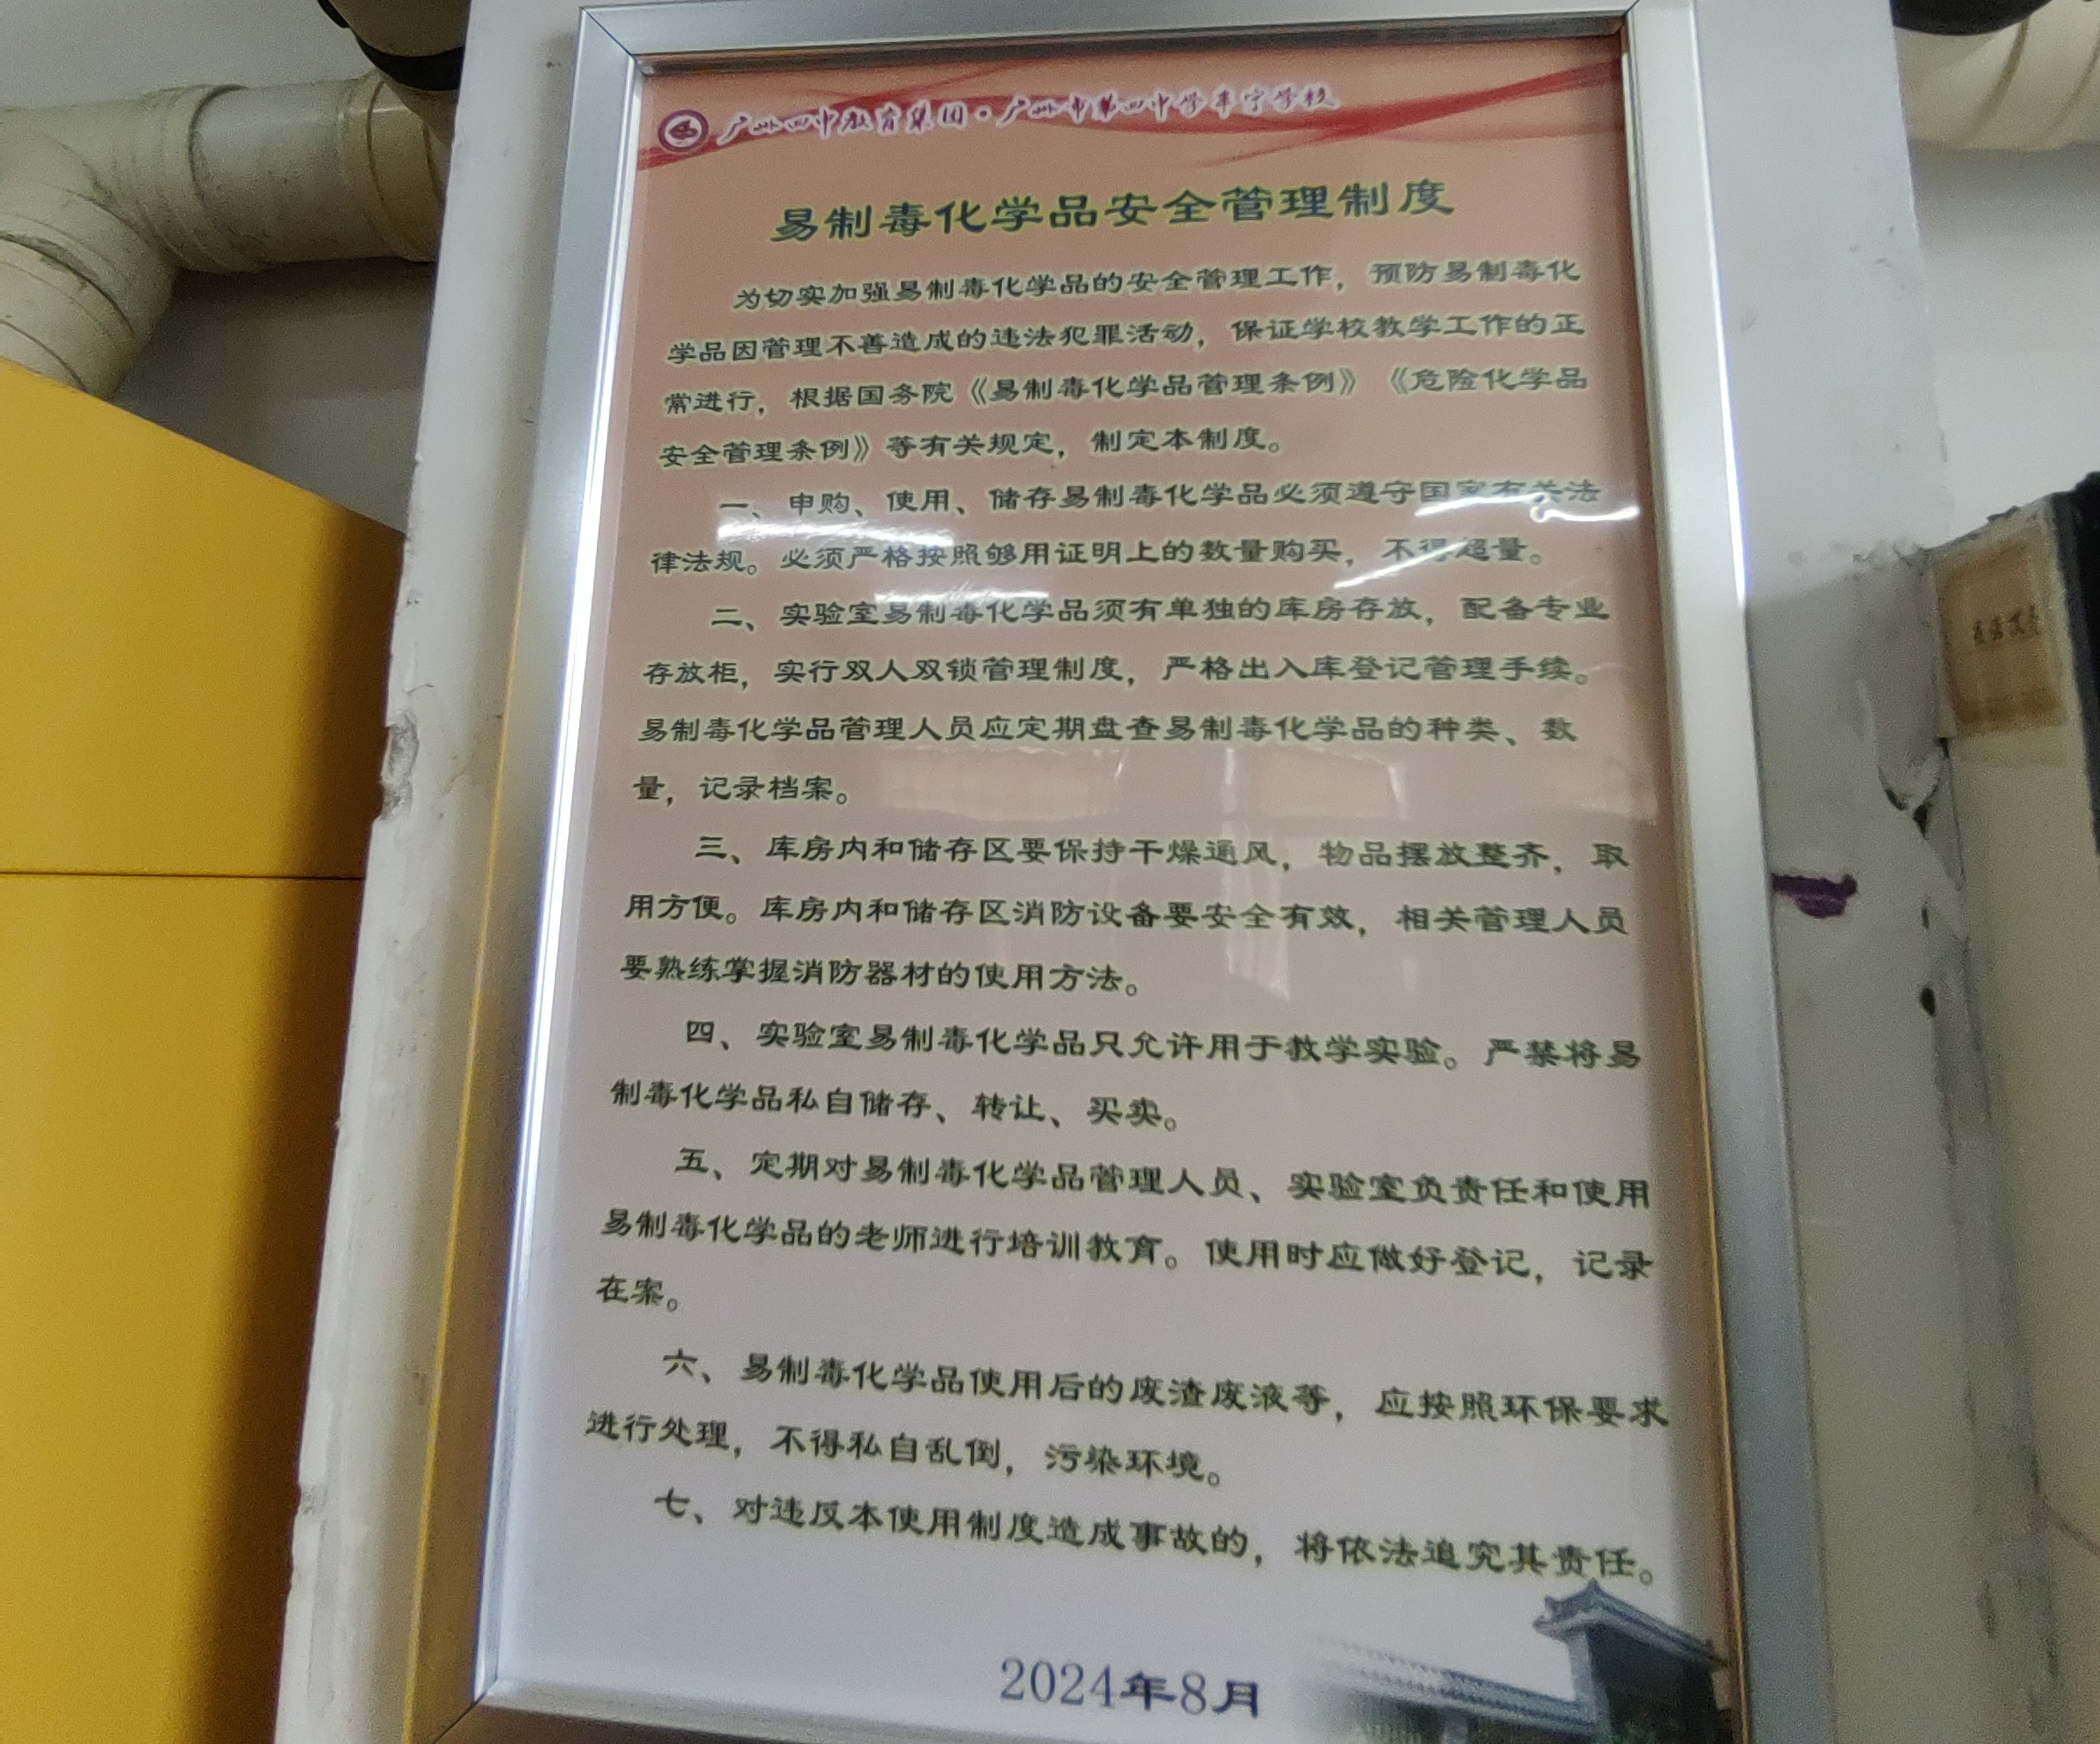 广州四中教育集团·广州市第四中学丰宁学校
易制毒化学品安全管理制度
为切实加强易制毒化学品的安全管理工作，预防易制毒化
学品因管理不善造成的违法犯罪活动，保证学校教学工作的正
常进行，根据国务院《易制毒化学品管理条例》《危险化学品
安全管理条例》等有关规定，制定本制度。
一、申购、使用、储存易制毒化学品必须遵守国家有关法
律法规。必须严格按照够用证明上的数量购买，不得超量。
二、实验室易制毒化学品须有单独的库房存放，配备专业
存放柜，实行双人双锁管理制度，严格出入库登记管理手续。
易制毒化学品管理人员应定期盘查易制毒化学品的种类、数
量，记录档案。
三、库房内和储存区要保持干燥通风，物品摆放整齐，取
用方便。库房内和储存区消防设备要安全有效，相关管理人员
要熟练掌握消防器材的使用方法。
四、实验室易制毒化学品只允许用于教学实验。严禁将易
制毒化学品私自储存、转让、买卖。
五、定期对易制毒化学品管理人员、实验室负责任和使用
易制毒化学品的老师进行培训教育。使用时应做好登记，记录
在案。
六、易制毒化学品使用后的废渣废液等，应按照环保要求
进行处理，不得私自乱倒，污染环境。
七、对违反本使用制度造成事故的，将依法追究其责任。
2024年8月